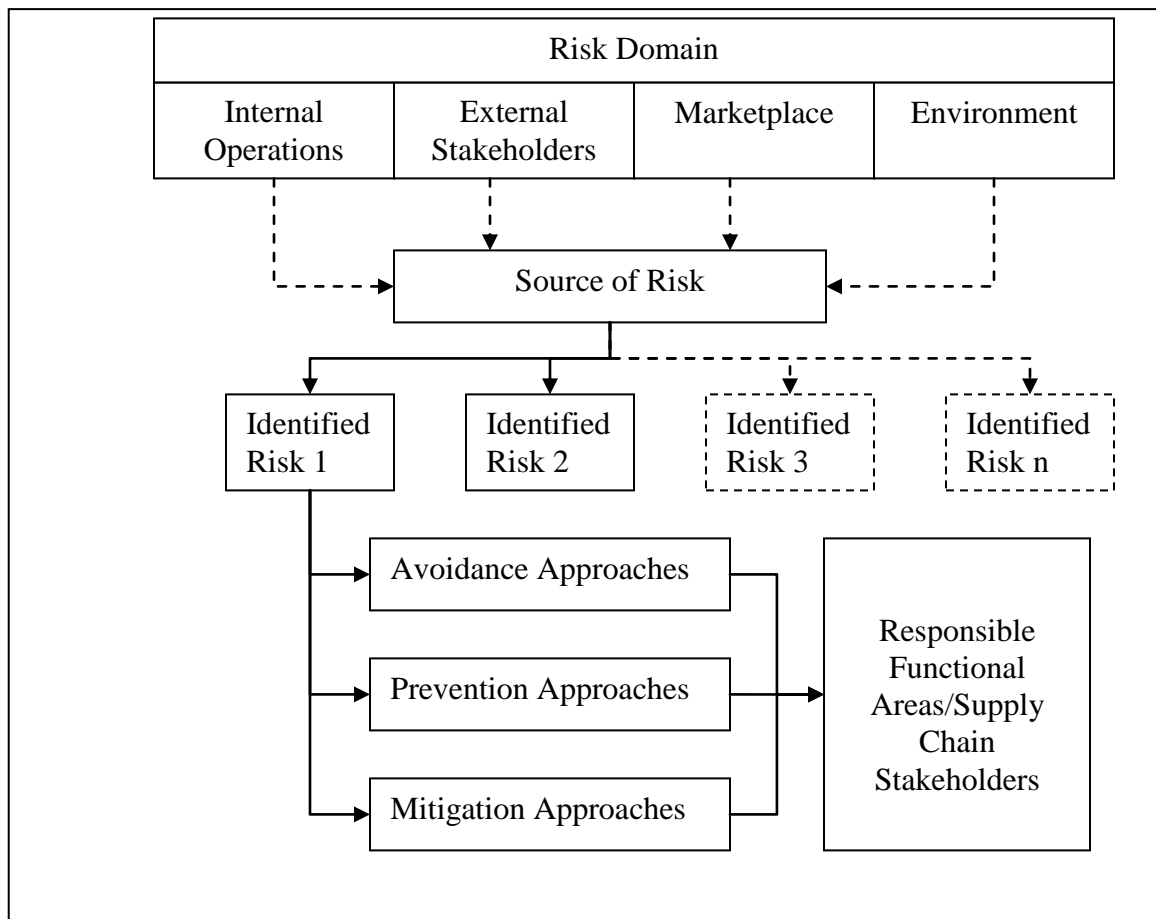 Risk Domain
Internal
Operations
External
Stakeholders
Marketplace
Environment
Source of Risk
Identified
Risk 1
Identified
Risk 2
Identified
Risk 3
Identified
Risk n
Avoidance Approaches
Prevention Approaches
Mitigation Approaches
Responsible
Functional
Areas/Supply
Chain
Stakeholders